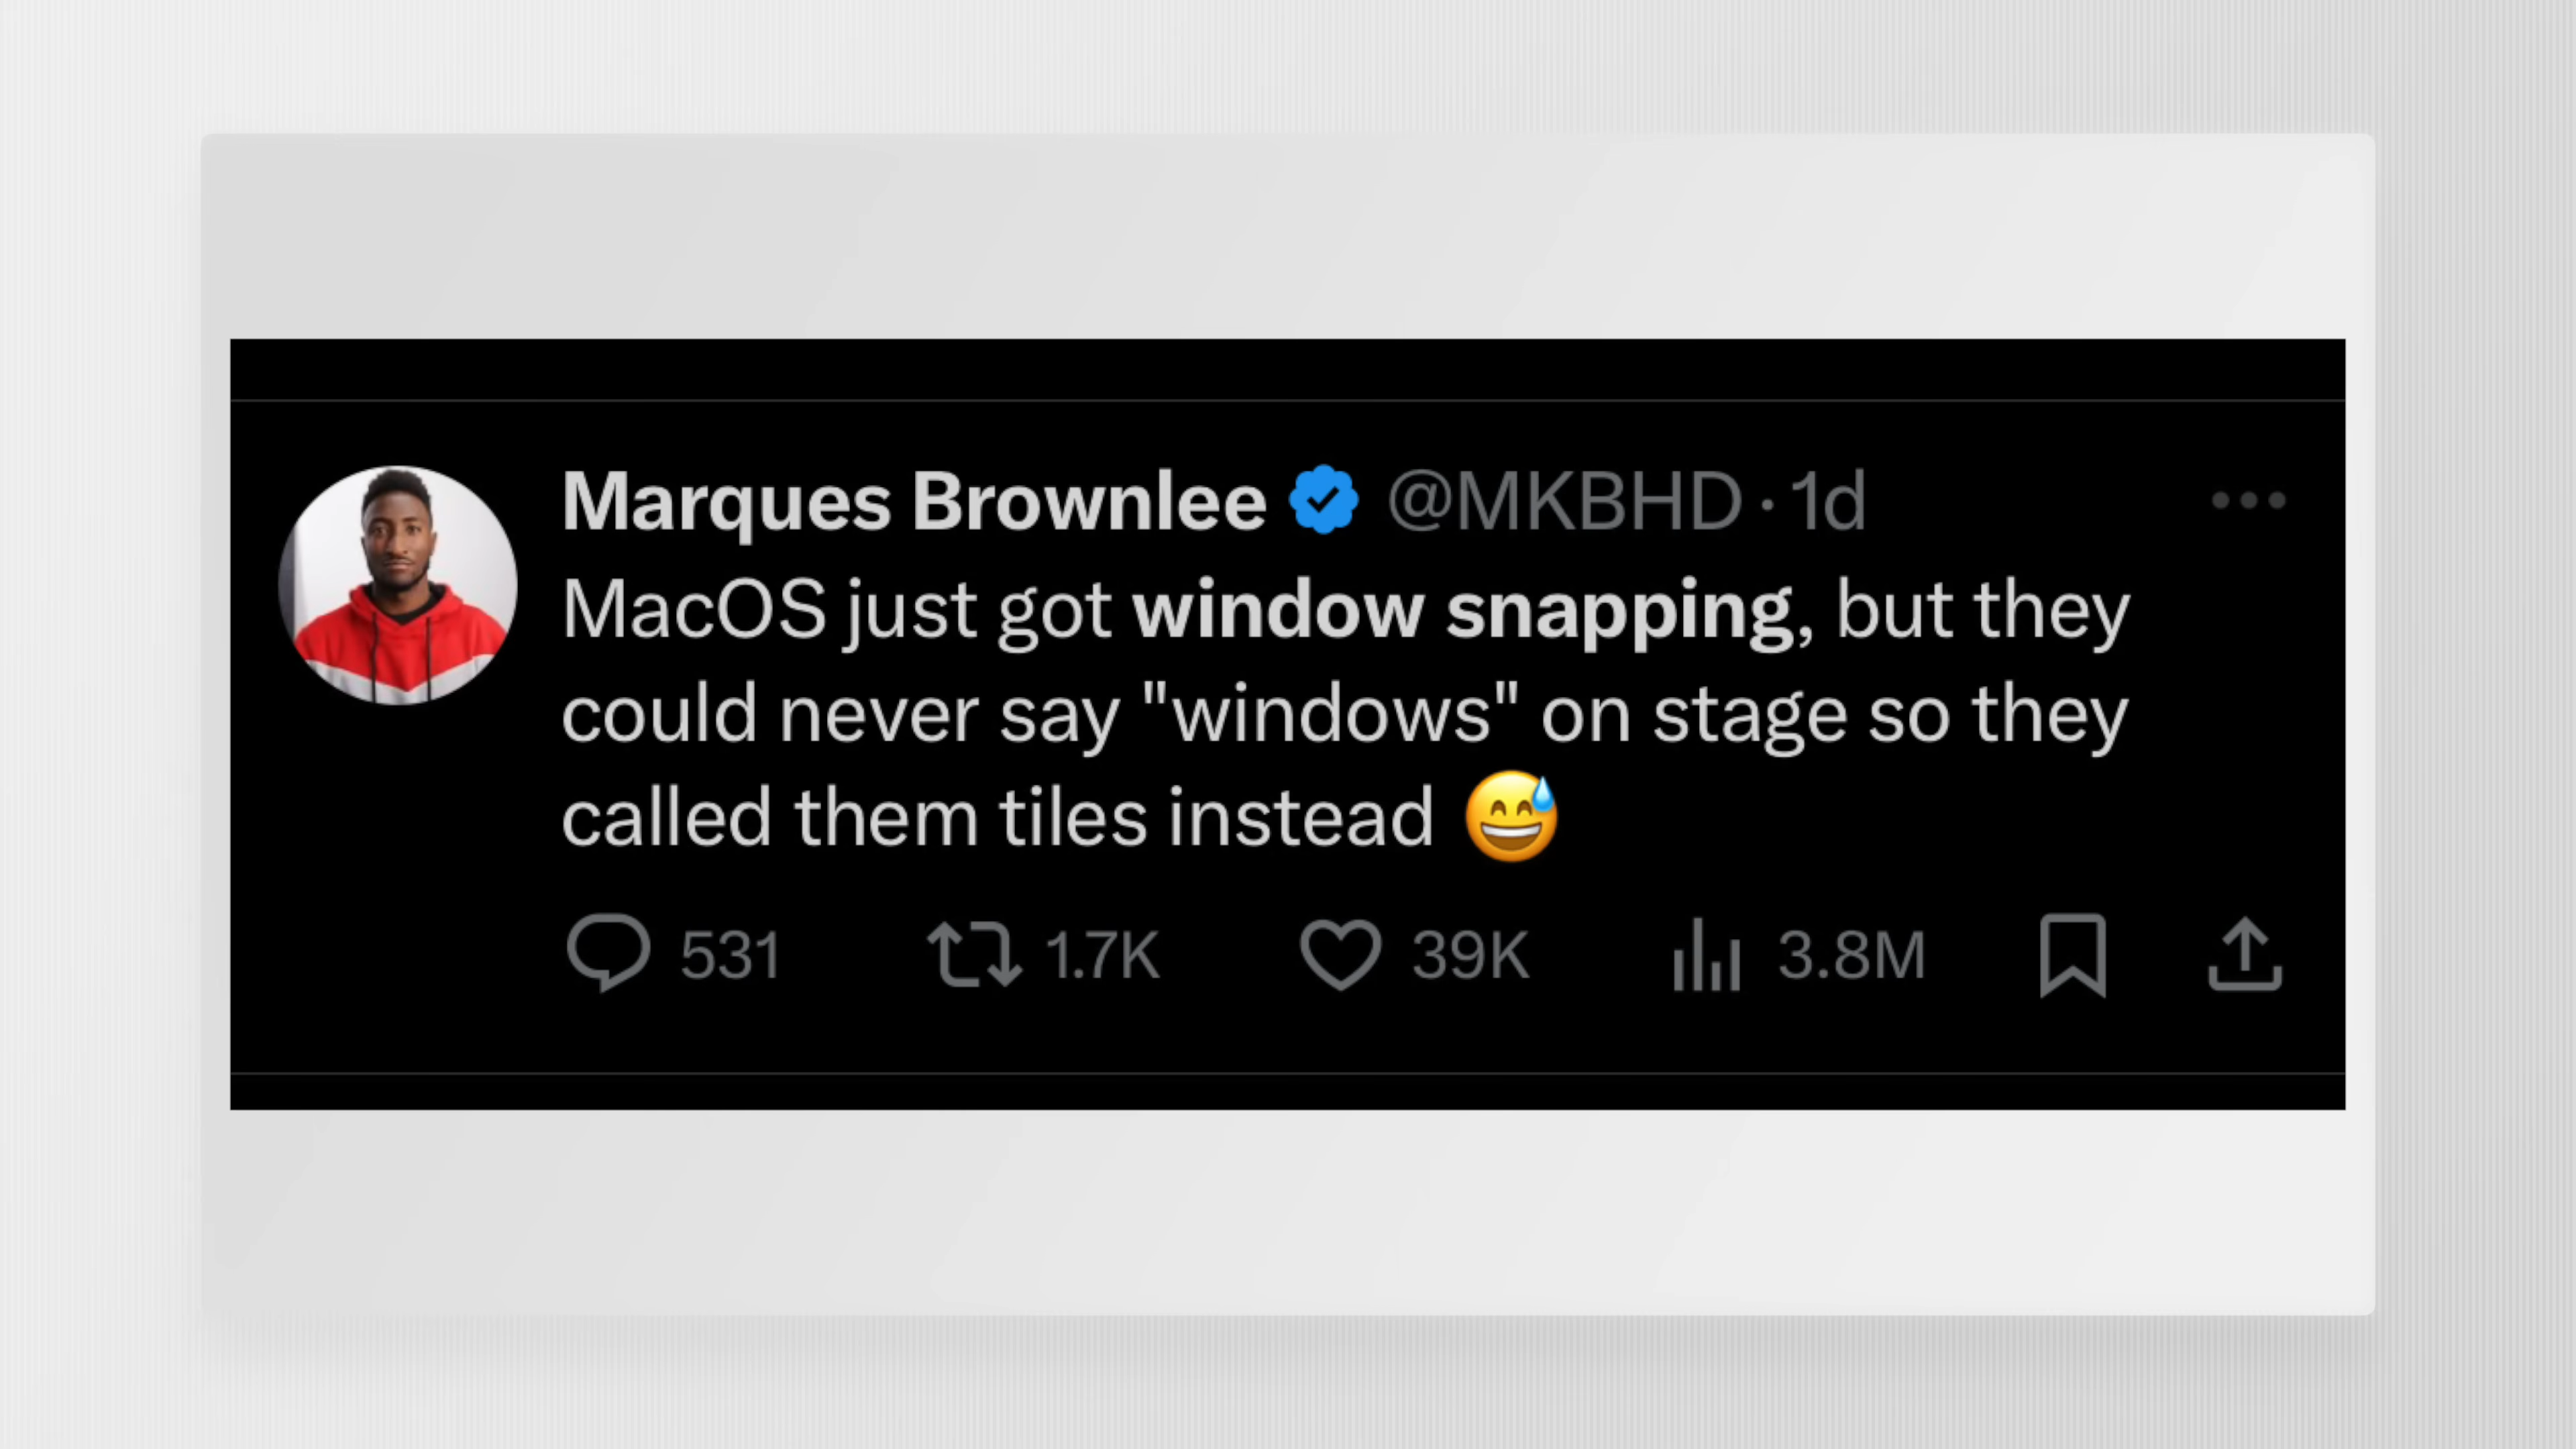 Marques Brownlee @MKBHD · 1d
MacOS just got window snapping, but they
could never say "windows" on stage so they
called them tiles instead 😅
531 1.7K 39K 3.8M